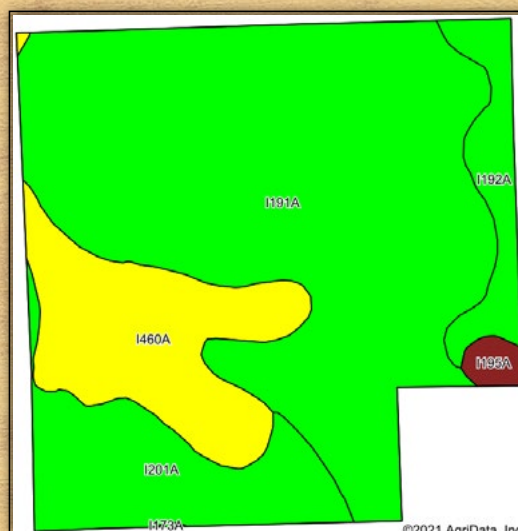 I192A
I191A
I460A
I195A
I201A
I173A
©2021 AgriData, Inc